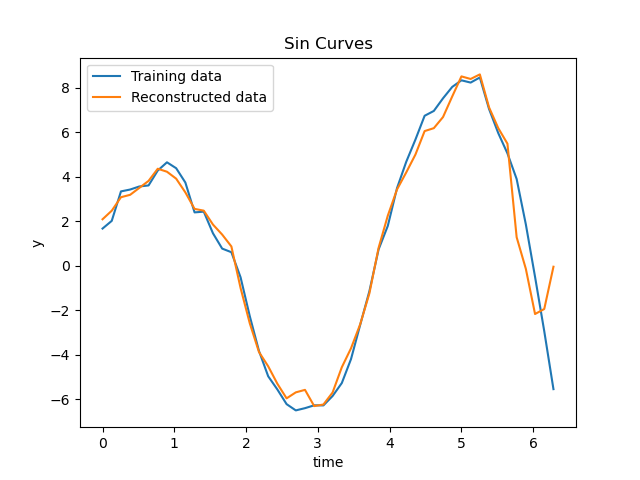 Sin Curves
Training data
Reconstructed data
8
6
4
2
0
−2
−4
−6
y
0 1 2 3 4 5 6
time